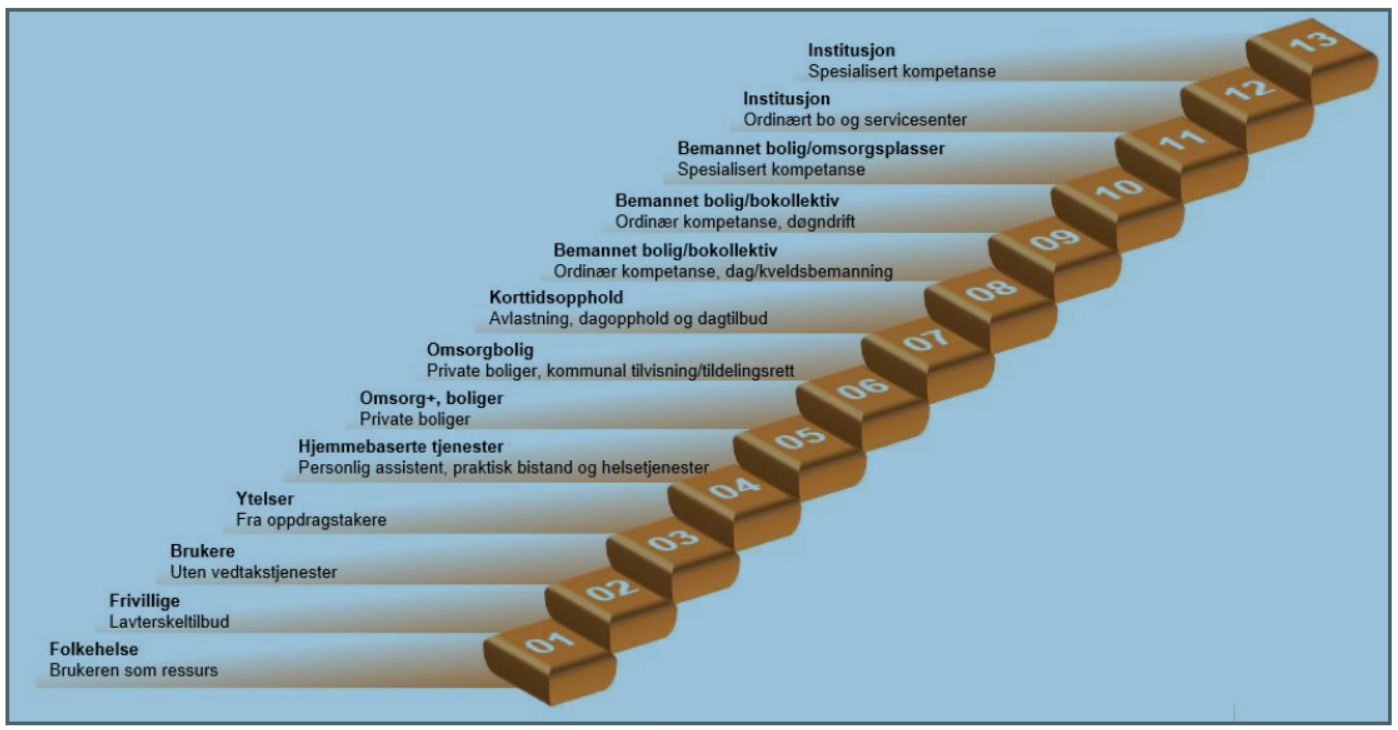 Institusjon
Spesialisert kompetanse
13
Institusjon
Ordinært bo og servicesenter
12
Bemannet bolig/omsorgsplasser
Spesialisert kompetanse
11
Bemannet bolig/bokollektiv
Ordinær kompetanse, døgndrift
10
Bemannet bolig/bokollektiv
Ordinær kompetanse, dag/kveldsbemanning
09
Korttidsopphold
Avlastning, dagopphold og dagtilbud
08
Omsorgbolig
Private boliger, kommunal tilvisning/tildelingsrett
07
Omsorg+, boliger
Private boliger
06
Hjemmebaserte tjenester
Personlig assistent, praktisk bistand og helsetjenester
05
Ytelser
Fra oppdragstakere
04
Brukere
Uten vedtakstjenester
03
Frivillige
Lavterskeltilbud
02
Folkehelse
Brukeren som ressurs
01